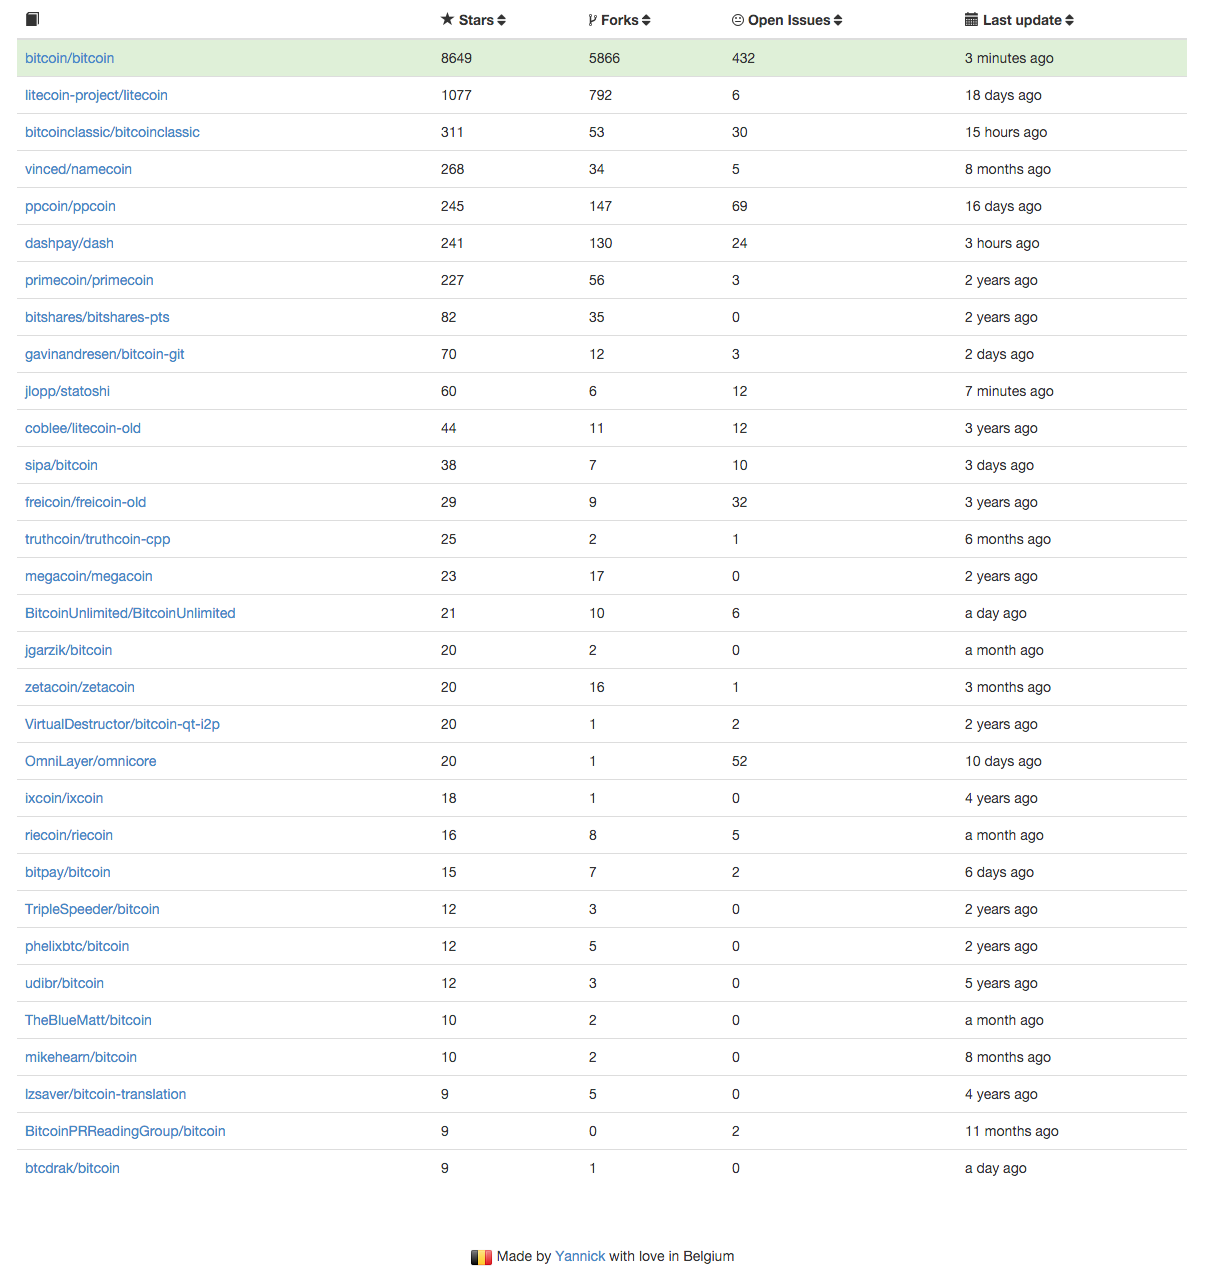 Stars Forks Open Issues Last update
bitcoin/bitcoin 8649 5866 432 3 minutes ago
litecoin-project/litecoin 1077 792 6 18 days ago
bitcoinclassic/bitcoinclassic 311 53 30 15 hours ago
vinced/namecoin 268 34 5 8 months ago
ppcoin/ppcoin 245 147 69 16 days ago
dashpay/dash 241 130 24 3 hours ago
primecoin/primecoin 227 56 3 2 years ago
bitshares/bitshares-pts 82 35 0 2 years ago
gavinandresen/bitcoin-git 70 12 3 2 days ago
jlopp/statoshi 60 6 12 7 minutes ago
coblee/litecoin-old 44 11 12 3 years ago
sipa/bitcoin 38 7 10 3 days ago
freicoin/freicoin-old 29 9 32 3 years ago
truthcoin/truthcoin-cpp 25 2 1 6 months ago
megacoin/megacoin 23 17 0 2 years ago
BitcoinUnlimited/BitcoinUnlimited 21 10 6 a day ago
jgarzik/bitcoin 20 2 0 a month ago
zetacoin/zetacoin 20 16 1 3 months ago
VirtualDestructor/bitcoin-qt-i2p 20 1 2 2 years ago
OmniLayer/omnicore 20 1 52 10 days ago
ixcoin/ixcoin 18 1 0 4 years ago
riecoin/riecoin 16 8 5 a month ago
bitpay/bitcoin 15 7 2 6 days ago
TripleSpeeder/bitcoin 12 3 0 2 years ago
phelixbtc/bitcoin 12 5 0 2 years ago
udibr/bitcoin 12 3 0 5 years ago
TheBlueMatt/bitcoin 10 2 0 a month ago
mikehearn/bitcoin 10 2 0 8 months ago
lzsaver/bitcoin-translation 9 5 0 4 years ago
BitcoinPRReadingGroup/bitcoin 9 0 2 11 months ago
btcdrak/bitcoin 9 1 0 a day ago
Made by Yannick with love in Belgium